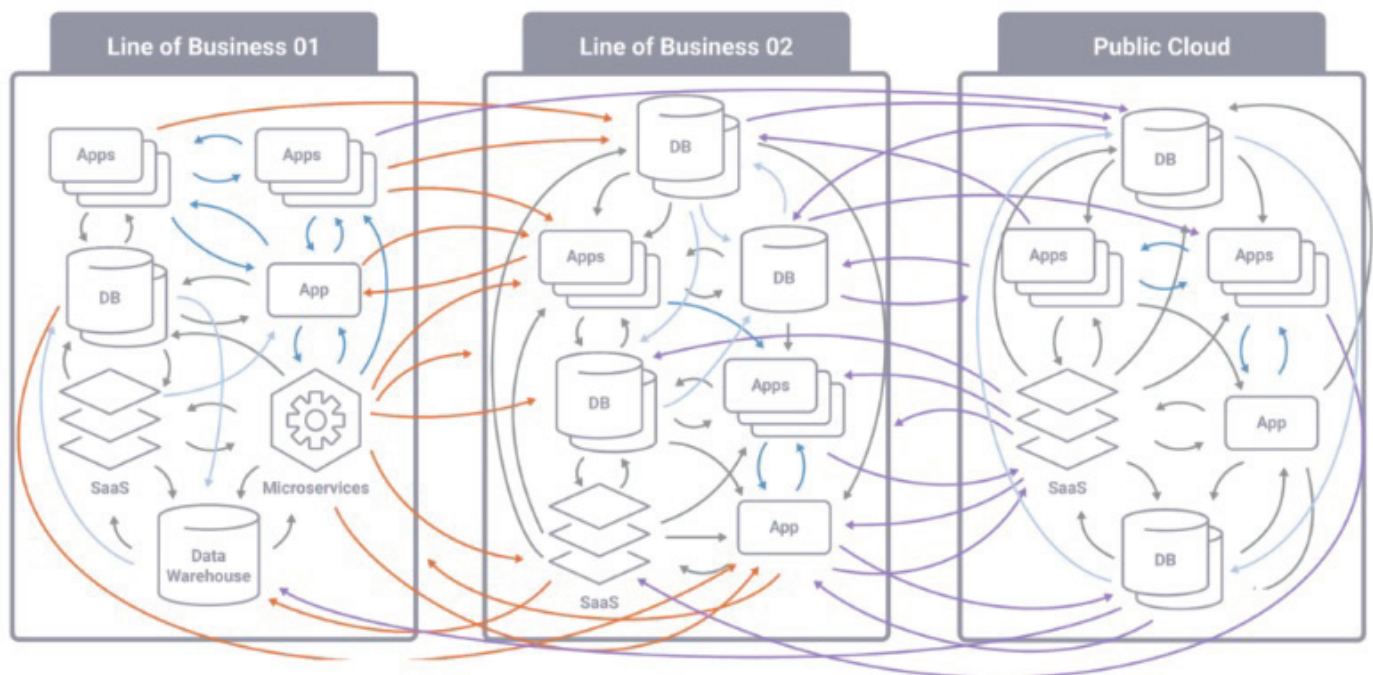 Line of Business 01
Line of Business 02
Public Cloud
Apps
Apps
DB
App
SaaS
Microservices
Data
Warehouse
DB
Apps
DB
DB
Apps
App
SaaS
DB
Apps
Apps
App
SaaS
DB